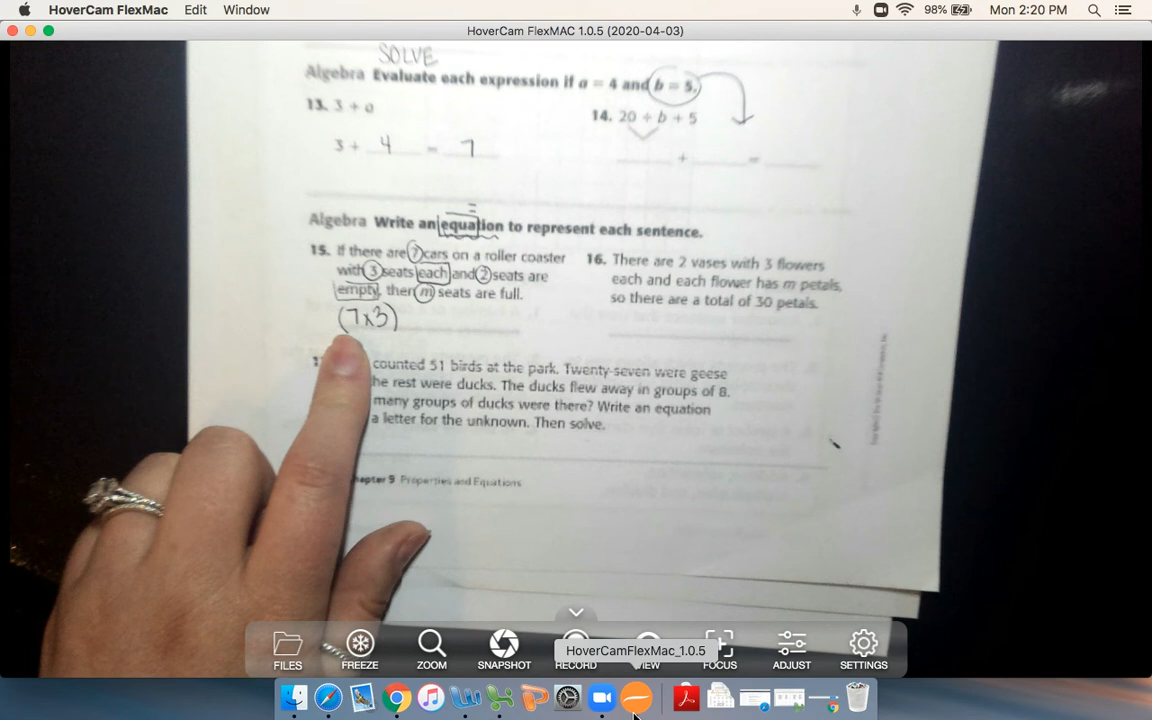 HoverCam FlexMac Edit Window 98% Mon 2:20 PM
HoverCam FlexMAC 1.0.5 (2020-04-03)
SOLVE
Algebra Evaluate each expression if a = 4 and b = 5.
13. 3 + a
14. 20 ÷ b + 5
3 + 4 = 7
+ =
=
Algebra Write an equation to represent each sentence.
15. If there are 7 cars on a roller coaster
with 3 seats each and 2 seats are
empty, then m seats are full.
(7x3)
16. There are 2 vases with 3 flowers
each and each flower has m petals,
so there are a total of 30 petals.
counted 51 birds at the park. Twenty-seven were geese
he rest were ducks. The ducks flew away in groups of 8.
many groups of ducks were there? Write an equation
a letter for the unknown. Then solve.
hapter 9 Properties and Equations
HoverCamFlexMac_1.0.5
FILES FREEZE ZOOM SNAPSHOT RECORD VIEW FOCUS ADJUST SETTINGS